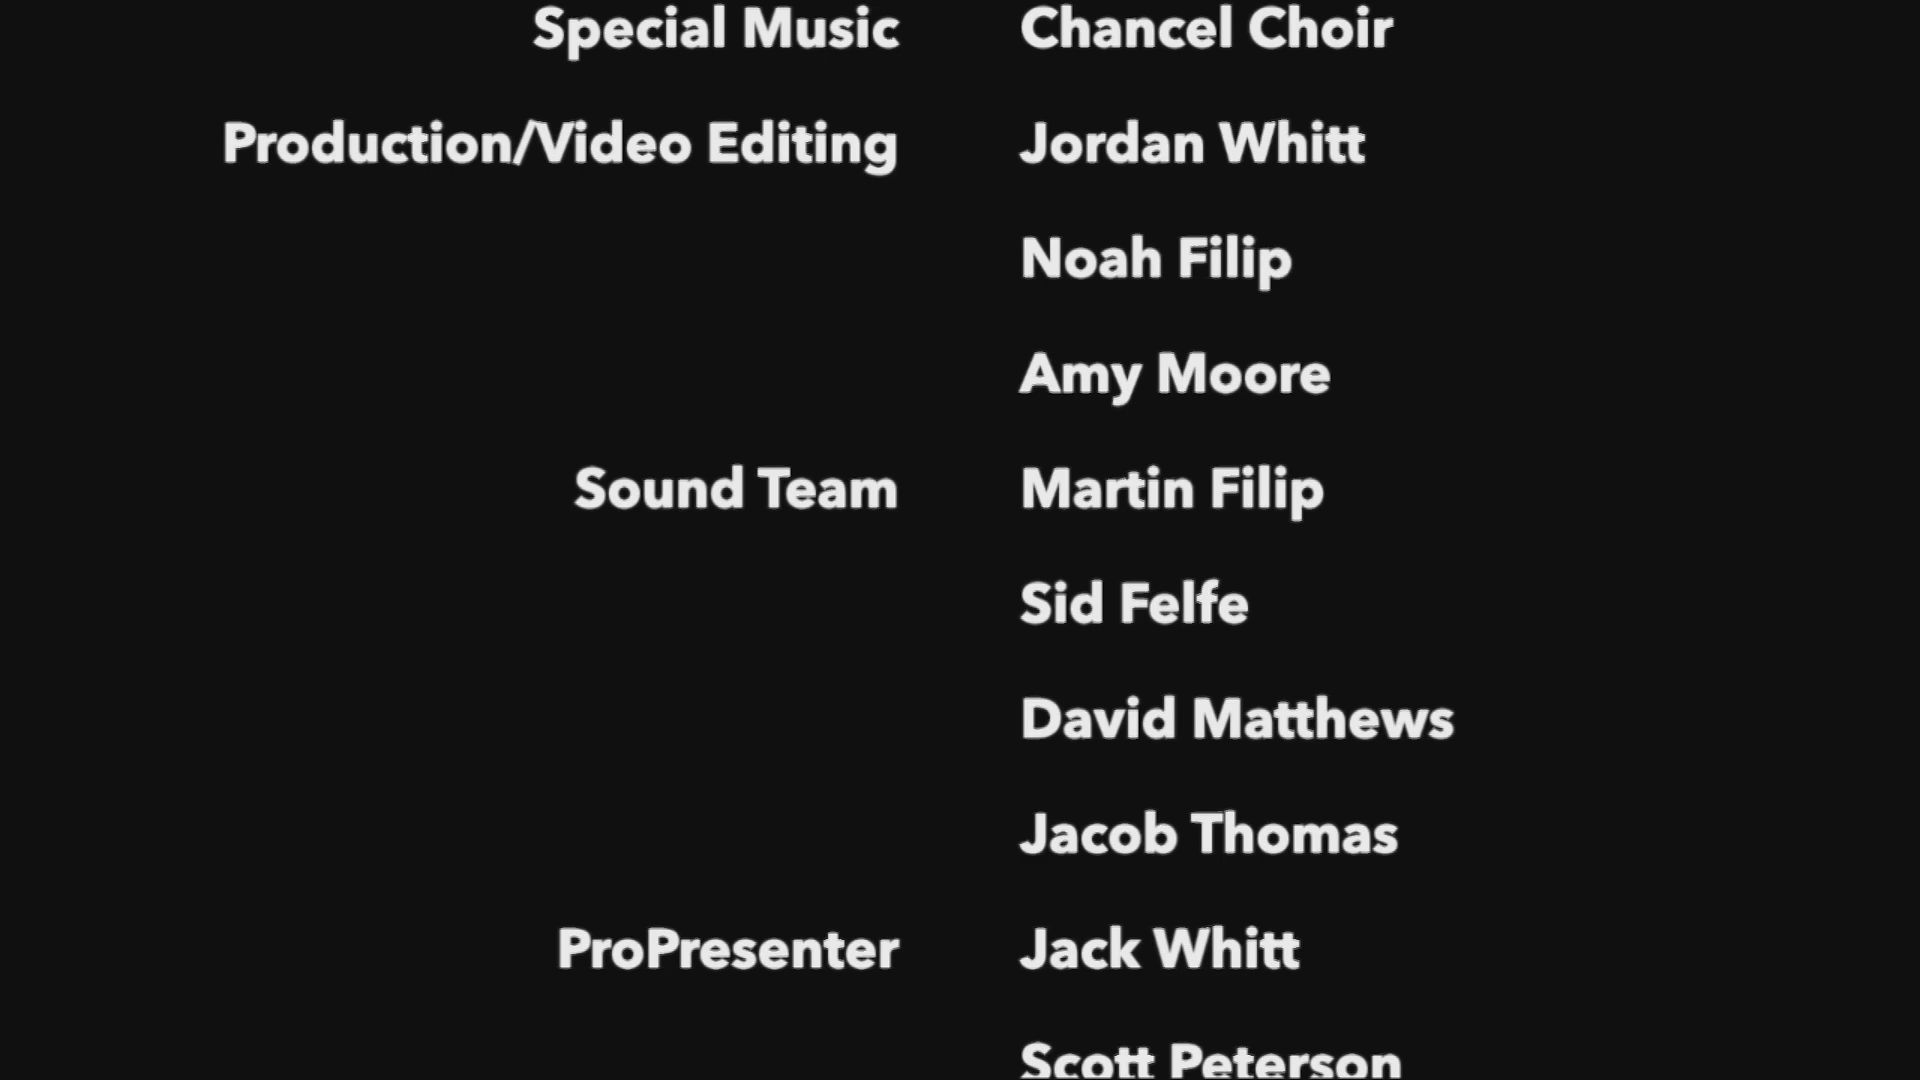 Special Music Chancel Choir
Production/Video Editing Jordan Whitt
Noah Filip
Amy Moore
Sound Team Martin Filip
Sid Felfe
David Matthews
Jacob Thomas
ProPresenter Jack Whitt
Scott Peterson